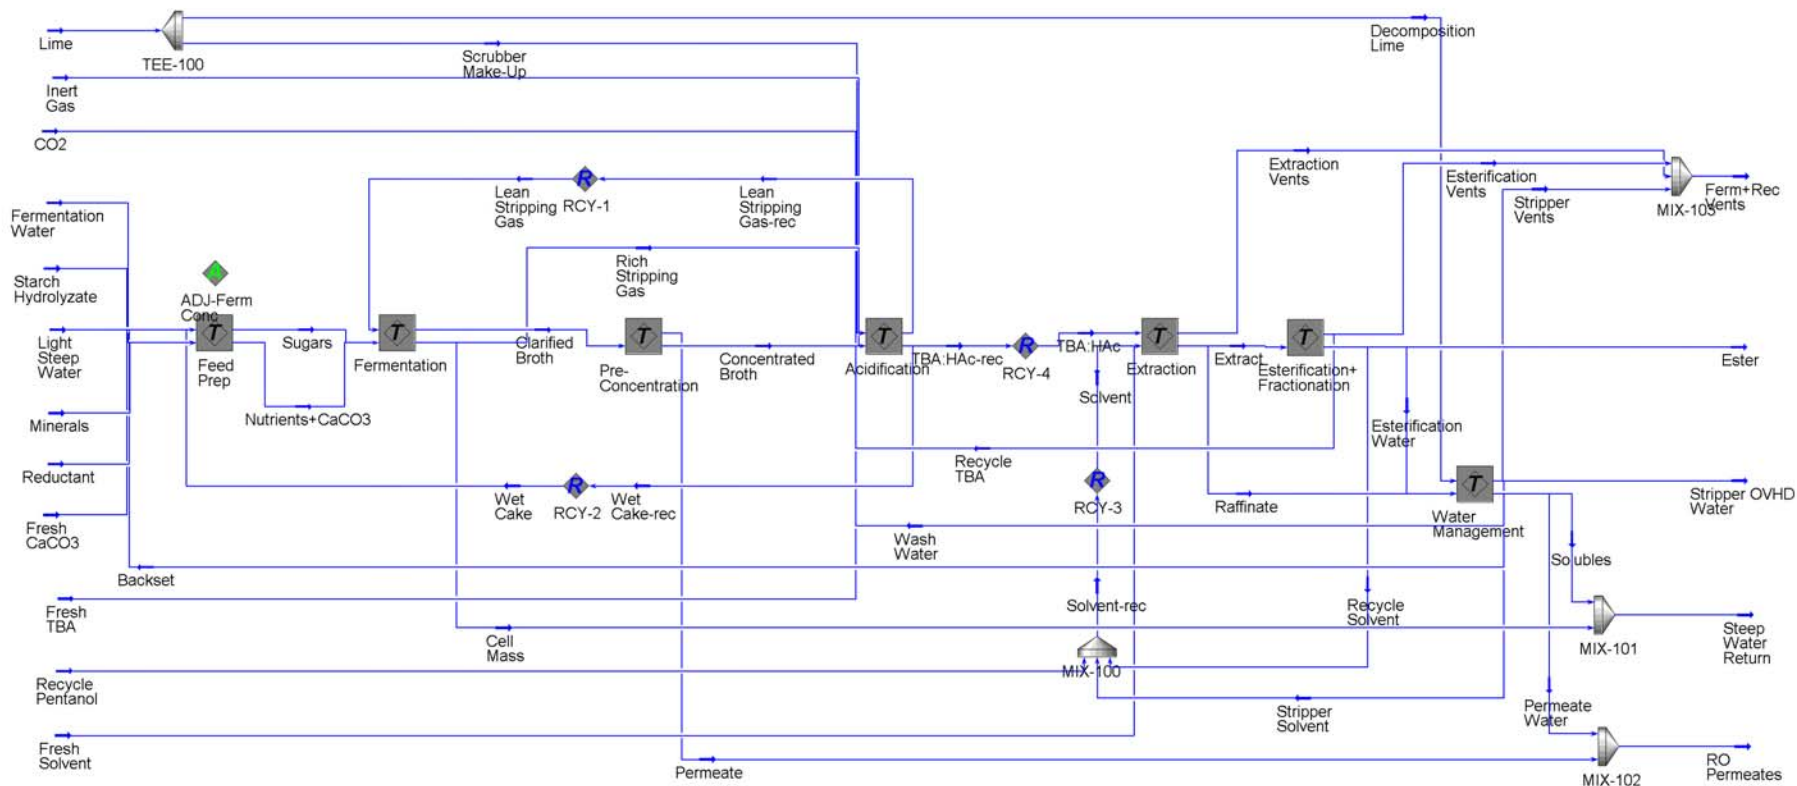 Lime
TEE-100
Scrubber
Make-Up
Decomposition
Lime
Inert
Gas
CO2
Extraction
Vents
Esterification
Vents
Stripper
Vents
MIX-103
Ferm+Rec
Vents
Lean
Stripping
Gas
R
RCY-1
Lean
Stripping
Gas-rec
Fermentation
Water
Rich
Stripping
Gas
Starch
Hydrolyzate
A
ADJ-Ferm
Conc
Light
Steep
Water
T
Feed
Prep
Sugars
T
Fermentation
Clarified
Broth
T
Pre-
Concentration
Concentrated
Broth
T
Acidification
TBA:HAc-rec
R
RCY-4
TBA:HAc
T
Extraction
Extract
T
Esterification+
Fractionation
Ester
Solvent
Minerals
Nutrients+CaCO3
Esterification
Water
Reductant
Recycle
TBA
R
RCY-3
T
Water
Management
Stripper OVHD
Water
Wet
Cake
R
RCY-2
Wet
Cake-rec
Raffinate
Fresh
CaCO3
Wash
Water
Solubles
Backset
Fresh
TBA
Solvent-rec
Recycle
Solvent
Cell
Mass
MIX-101
Steep
Water
Return
MIX-100
Recycle
Pentanol
Stripper
Solvent
Permeate
Water
Fresh
Solvent
Permeate
MIX-102
RO
Permeates